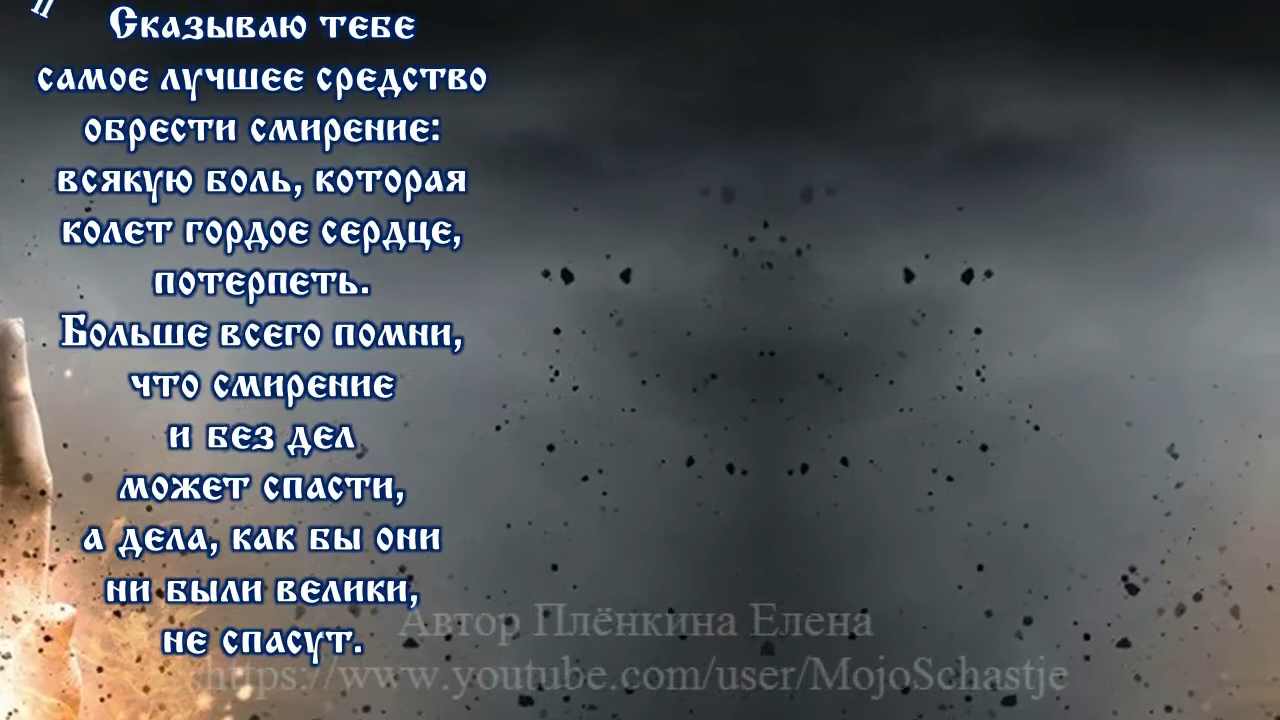 "
Сказываю тебе
самое лучшее средство
обрести смирение:
всякую боль, которая
колет гордое сердце,
потерпеть.
Больше всего помни,
что смирение
и без дел
может спасти,
а дела, как бы они
ни были велики,
не спасут.
Автор Плёнкина Елена
https://www.youtube.com/user/MojoSchastje